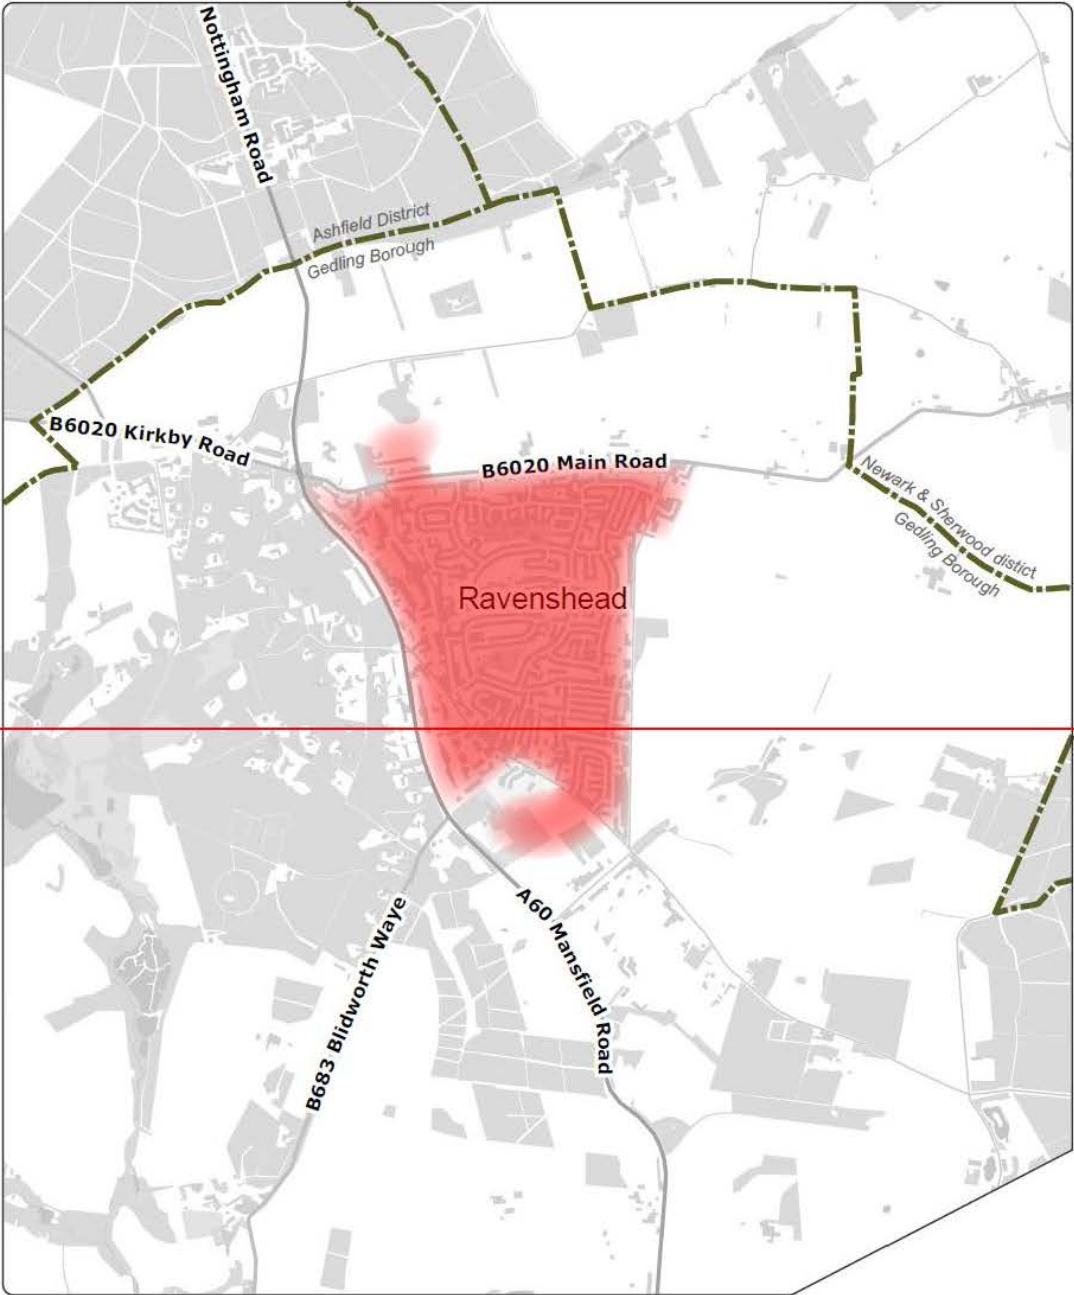 Nottingham Road
Ashfield District
Gedling Borough
B6020 Kirkby Road
B6020 Main Road
Newark & Sherwood distict
Gedling Borough
Ravenshead
A60 Mansfield Road
B683 Blidworth Waye